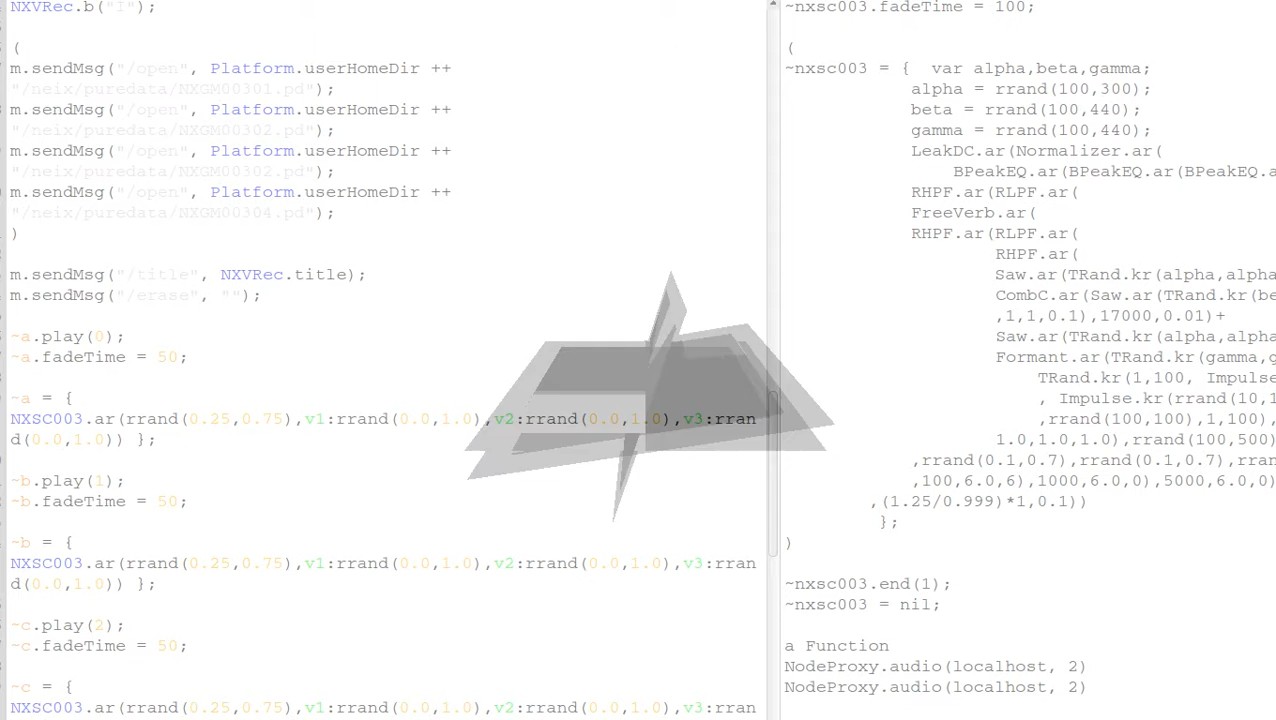 NXVRec.b("I");
(
m.sendMsg("/open", Platform.userHomeDir ++
"/neix/puredata/NXGM00301.pd");
m.sendMsg("/open", Platform.userHomeDir ++
"/neix/puredata/NXGM00302.pd");
m.sendMsg("/open", Platform.userHomeDir ++
"/neix/puredata/NXGM00302.pd");
m.sendMsg("/open", Platform.userHomeDir ++
"/neix/puredata/NXGM00304.pd");
)
m.sendMsg("/title", NXVRec.title);
m.sendMsg("/erase", "");
~a.play(0);
~a.fadeTime = 50;
~a = {
NXSC003.ar(rrand(0.25,0.75),v1:rrand(0.0,1.0),v2:rrand(0.0,1.0),v3:rran
d(0.0,1.0)) };
~b.play(1);
~b.fadeTime = 50;
~b = {
NXSC003.ar(rrand(0.25,0.75),v1:rrand(0.0,1.0),v2:rrand(0.0,1.0),v3:rran
d(0.0,1.0)) };
~c.play(2);
~c.fadeTime = 50;
~c = {
NXSC003.ar(rrand(0.25,0.75),v1:rrand(0.0,1.0),v2:rrand(0.0,1.0),v3:rran
~nxsc003.fadeTime = 100;
(
~nxsc003 = {  var alpha,beta,gamma;
alpha = rrand(100,300);
beta = rrand(100,440);
gamma = rrand(100,440);
LeakDC.ar(Normalizer.ar(
BPeakEQ.ar(BPeakEQ.ar(BPeakEQ.a
RHPF.ar(RLPF.ar(
FreeVerb.ar(
RHPF.ar(RLPF.ar(
RHPF.ar(
Saw.ar(TRand.kr(alpha,alpha
CombC.ar(Saw.ar(TRand.kr(be
,1,1,0.1),17000,0.01)+
Saw.ar(TRand.kr(alpha,alpha
Formant.ar(TRand.kr(gamma,g
TRand.kr(1,100, Impulse
, Impulse.kr(rrand(10,1
,rrand(100,100),1,100),
1.0,1.0,1.0),rrand(100,500)
,rrand(0.1,0.7),rrand(0.1,0.7),rran
,100,6.0,6),1000,6.0,0),5000,6.0,0)
,(1.25/0.999)*1,0.1))
};
)
~nxsc003.end(1);
~nxsc003 = nil;
a Function
NodeProxy.audio(localhost, 2)
NodeProxy.audio(localhost, 2)